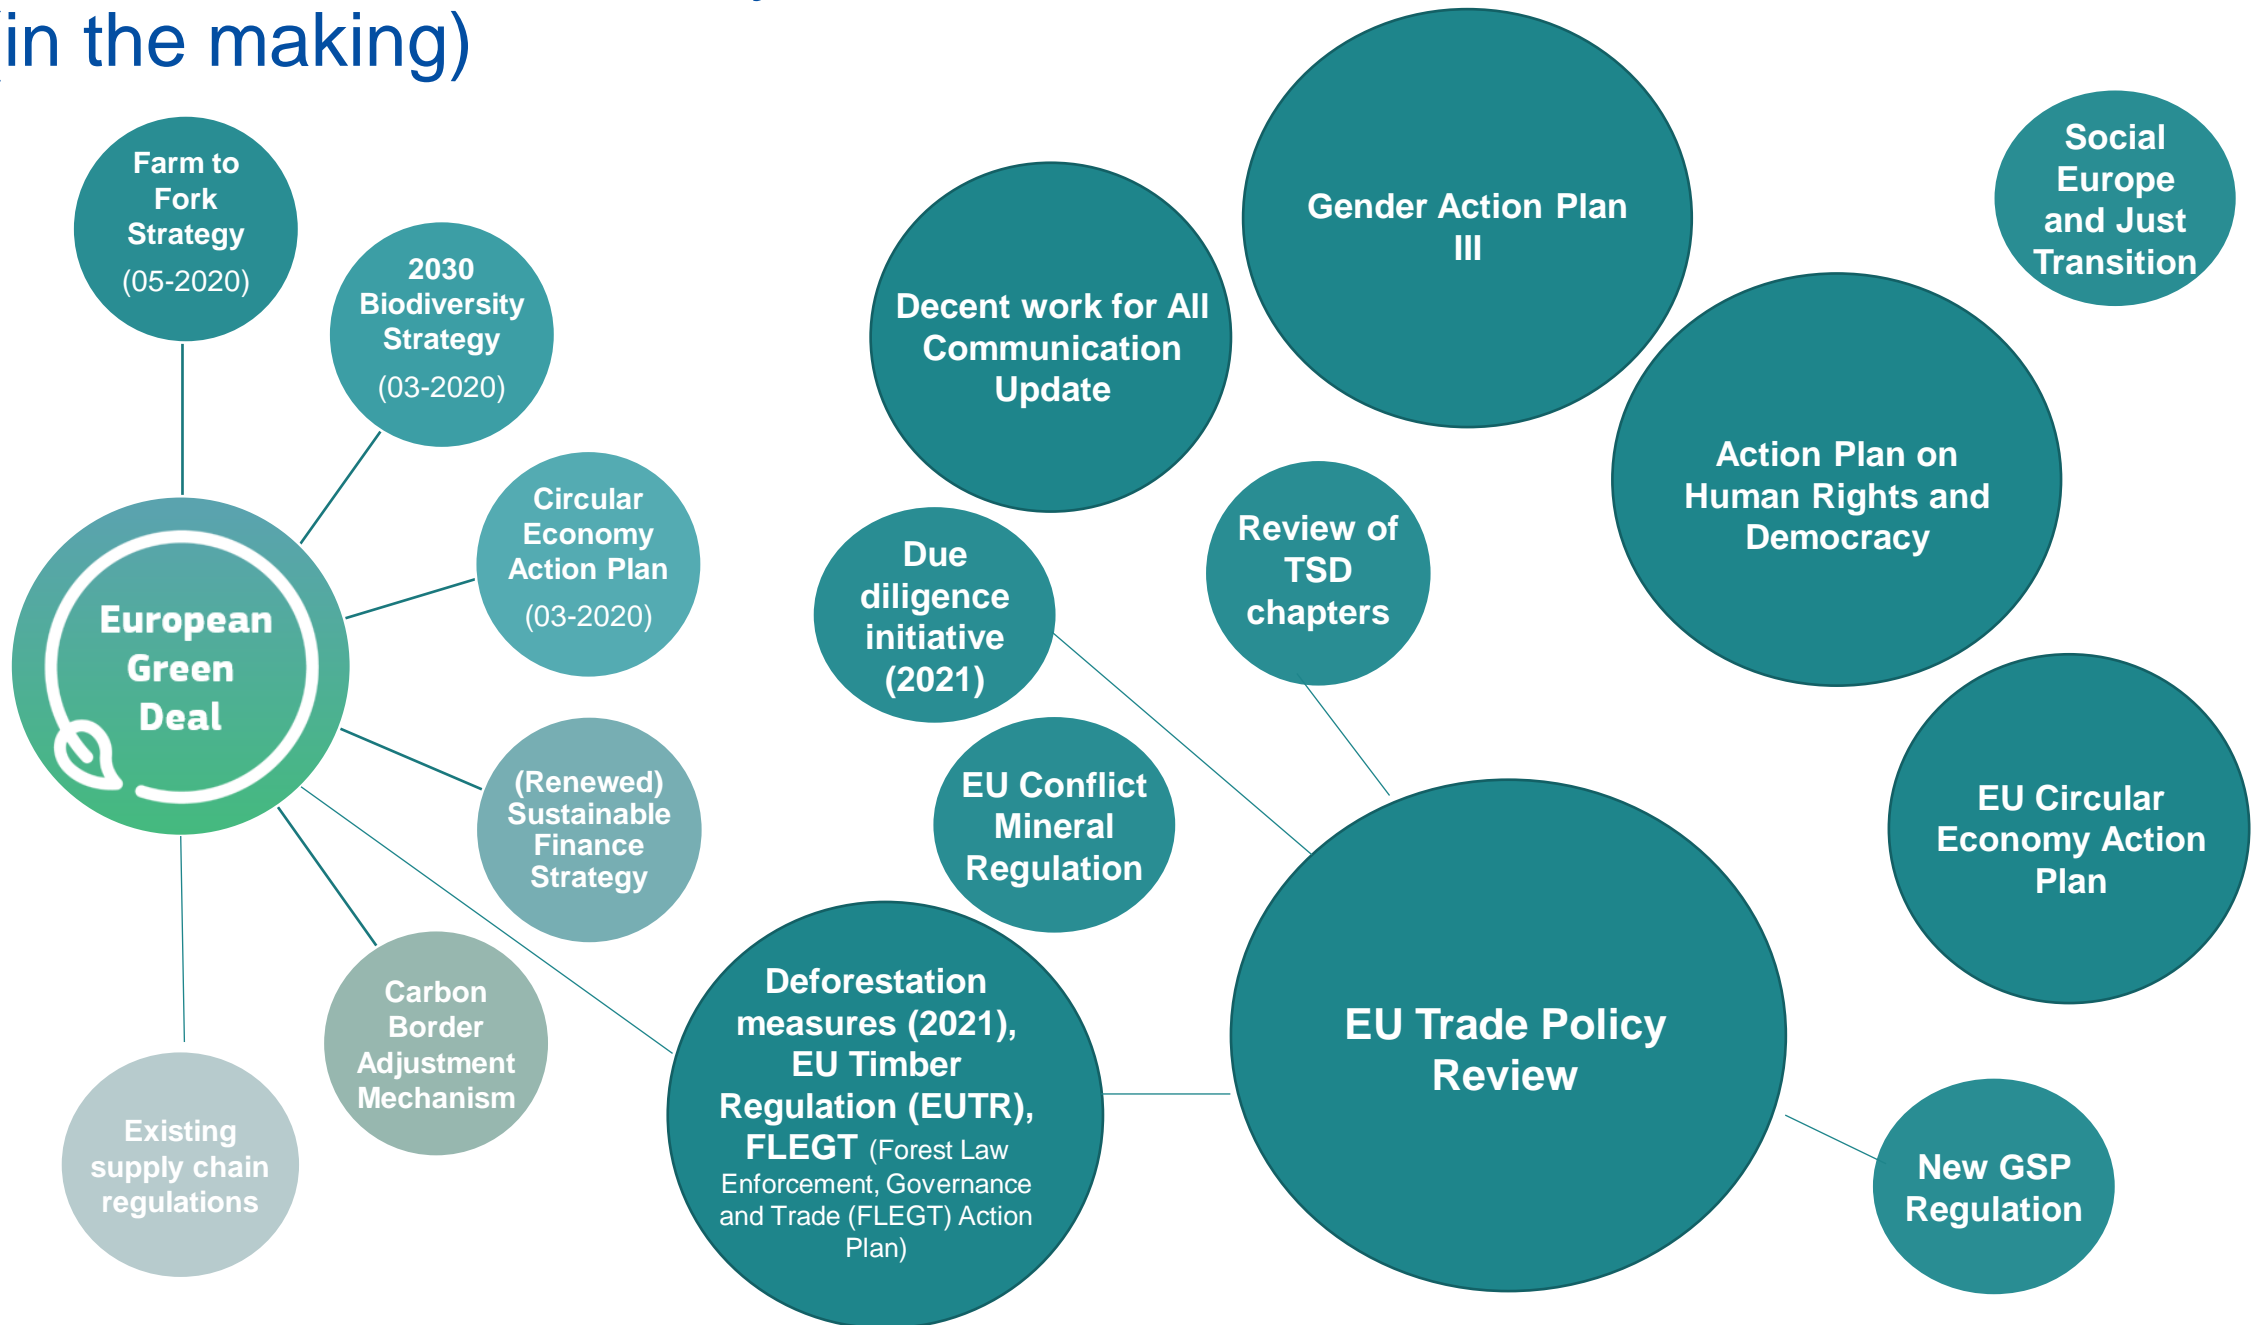 (in the making)
Farm to
Fork
Strategy
(05-2020)
2030
Biodiversity
Strategy
(03-2020)
Circular
Economy
Action Plan
(03-2020)
European
Green
Deal
(Renewed)
Sustainable
Finance
Strategy
Carbon
Border
Adjustment
Mechanism
Existing
supply chain
regulations
Decent work for All
Communication
Update
Gender Action Plan
III
Social
Europe
and Just
Transition
Action Plan on
Human Rights and
Democracy
Due
diligence
initiative
(2021)
Review of
TSD
chapters
EU Conflict
Mineral
Regulation
EU Circular
Economy Action
Plan
Deforestation
measures (2021),
EU Timber
Regulation (EUTR),
FLEGT (Forest Law
Enforcement, Governance
and Trade (FLEGT) Action
Plan)
EU Trade Policy
Review
New GSP
Regulation